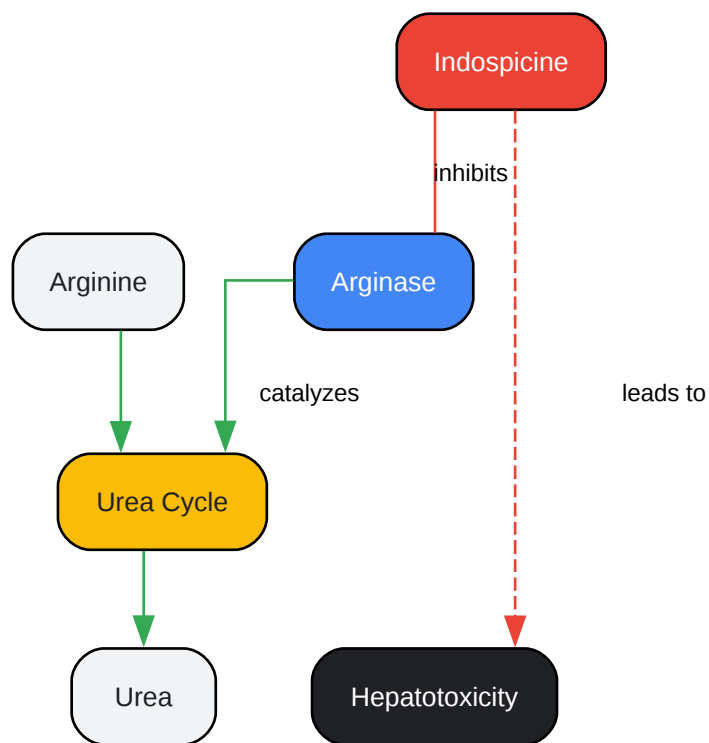 Indospicine
inhibits
Arginine
Arginase
catalyzes
leads to
Urea Cycle
Urea
Hepatotoxicity